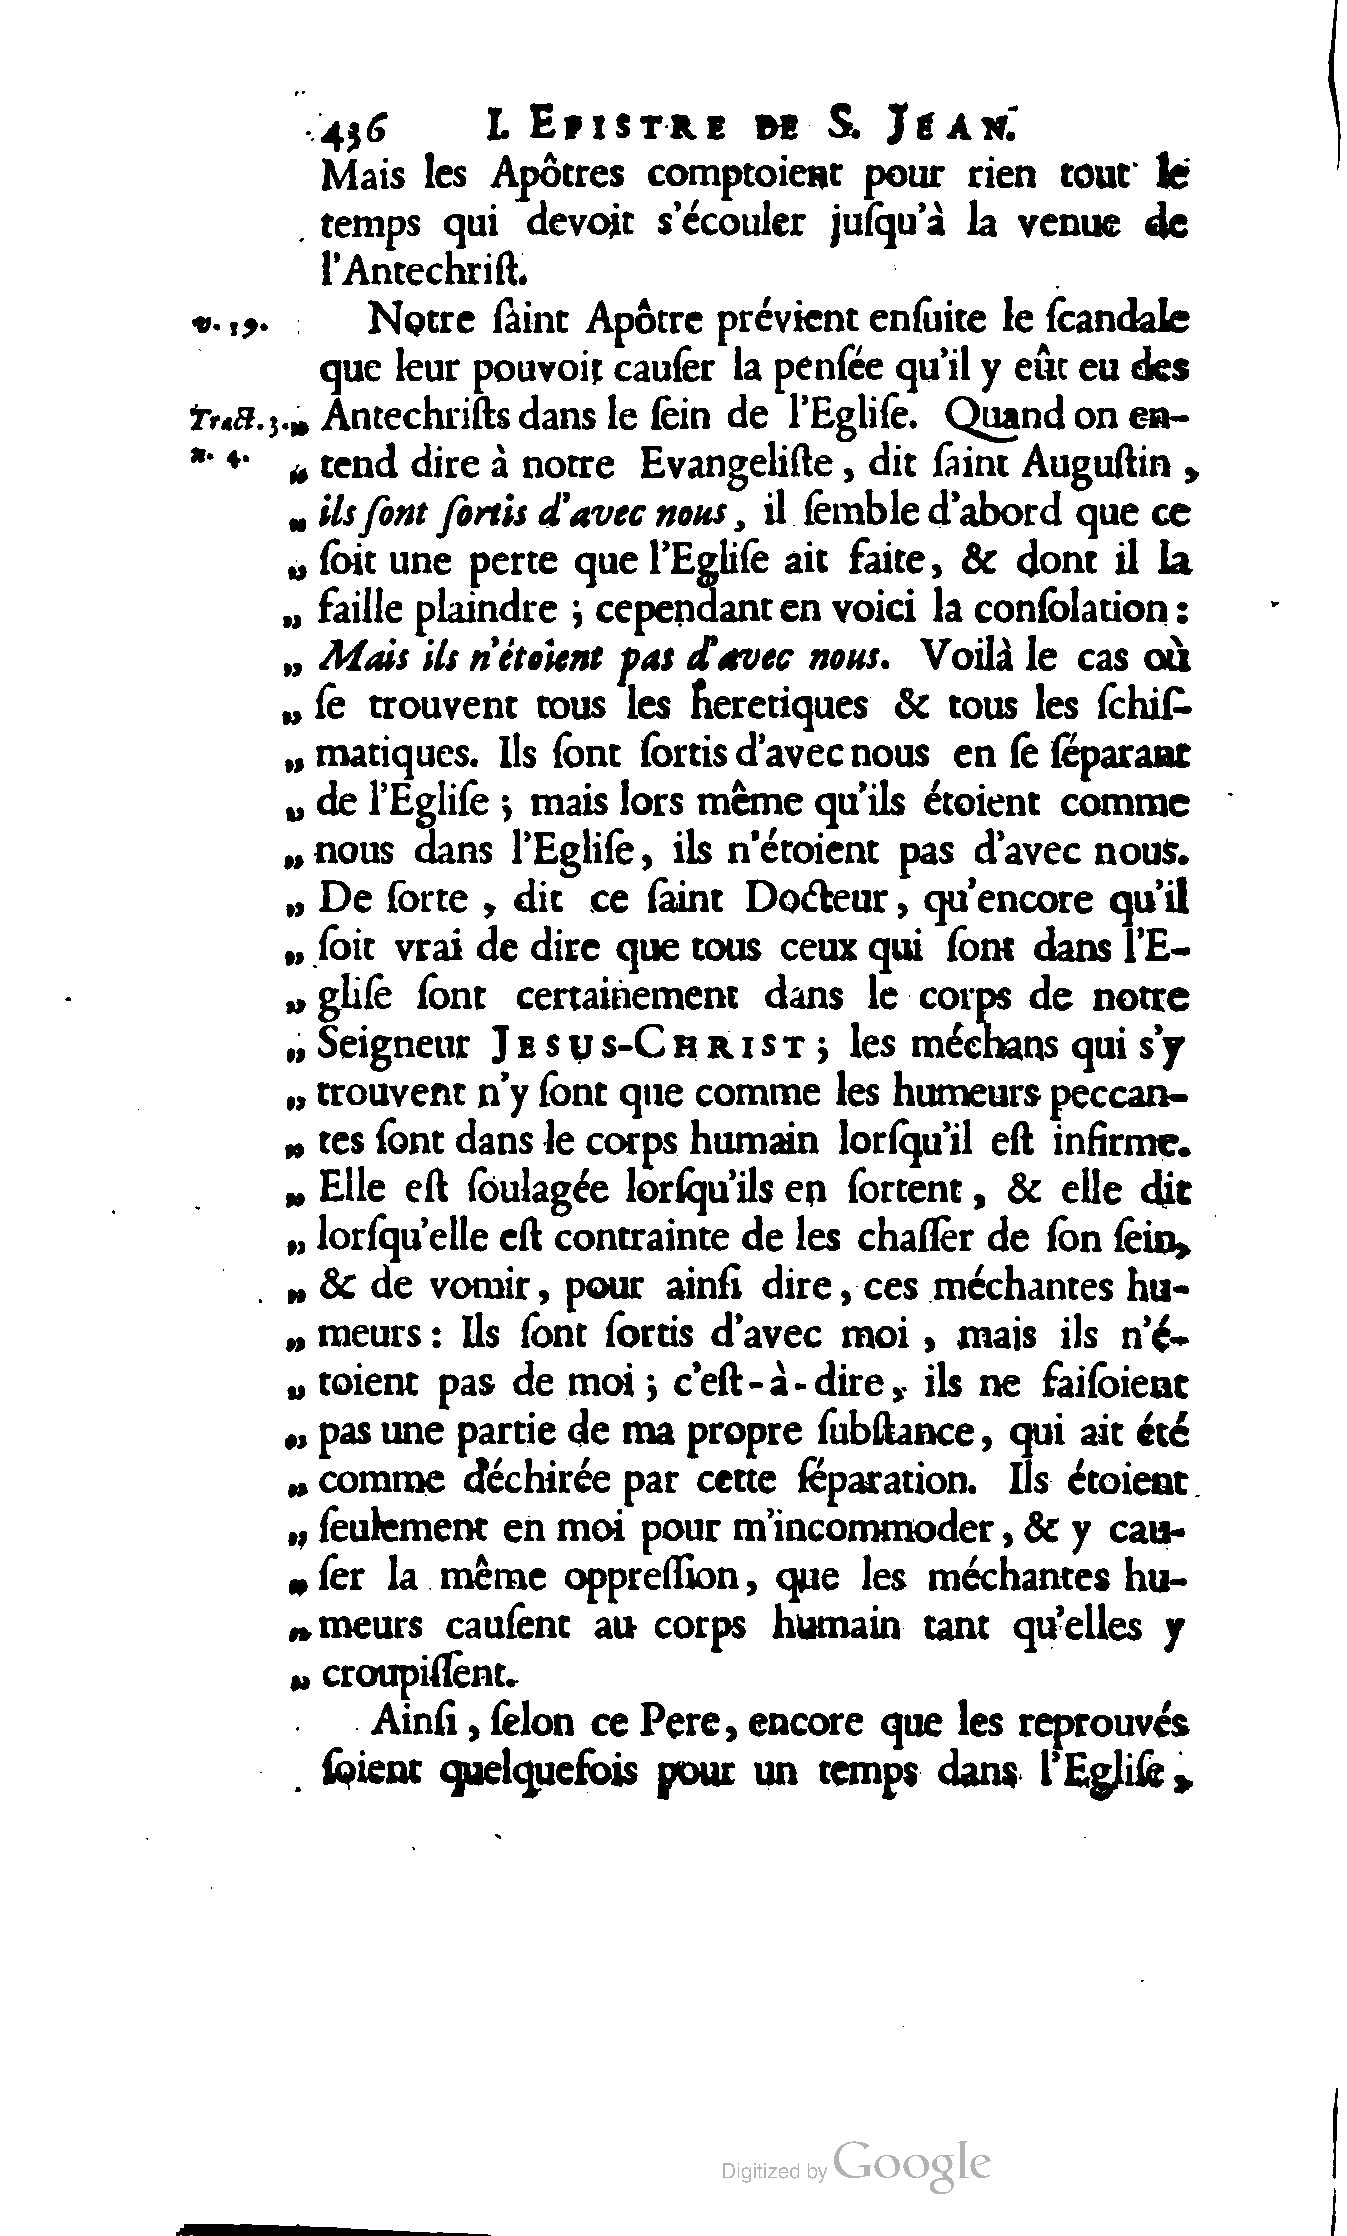 436 I. EPISTRE DE S. JEAN.
Mais les Apôtres comptoient pour rien tout le
temps qui devoit s'écouler juſqu'à la venue de
l'Antechriſt.
v. 19. Notre ſaint Apôtre prévient enſuite le ſcandale
que leur pouvoit cauſer la penſée qu'il y eût eu des
Tract. 3. „ Antechriſts dans le ſein de l'Egliſe. Quand on en-
n. 4. „ tend dire à notre Evangeliſte, dit ſaint Auguſtin,
„ ils ſont ſortis d'avec nous, il ſemble d'abord que ce
„ ſoit une perte que l'Egliſe ait faite, & dont il la
„ faille plaindre ; cependant en voici la conſolation :
„ Mais ils n'étoient pas d'avec nous. Voilà le cas où
„ ſe trouvent tous les heretiques & tous les ſchiſ-
„ matiques. Ils ſont ſortis d'avec nous en ſe ſéparant
„ de l'Egliſe ; mais lors même qu'ils étoient comme
„ nous dans l'Egliſe, ils n'étoient pas d'avec nous.
„ De ſorte, dit ce ſaint Docteur, qu'encore qu'il
„ ſoit vrai de dire que tous ceux qui ſont dans l'E-
„ gliſe ſont certainement dans le corps de notre
„ Seigneur JESUS-CHRIST ; les méchans qui s'y
„ trouvent n'y ſont que comme les humeurs peccan-
„ tes ſont dans le corps humain lorſqu'il eſt infirme.
„ Elle eſt ſoulagée lorſqu'ils en ſortent, & elle dit
„ lorſqu'elle eſt contrainte de les chaſſer de ſon ſein,
„ & de vomir, pour ainſi dire, ces méchantes hu-
„ meurs : Ils ſont ſortis d'avec moi, mais ils n'é-
„ toient pas de moi ; c'eſt-à-dire, ils ne faiſoient
„ pas une partie de ma propre ſubſtance, qui ait été
„ comme déchirée par cette ſéparation. Ils étoient
„ ſeulement en moi pour m'incommoder, & y cau-
„ ſer la même oppreſſion, que les méchantes hu-
„ meurs cauſent au corps humain tant qu'elles y
„ croupiſſent.
Ainſi, ſelon ce Pere, encore que les reprouvés
ſoient quelquefois pour un temps dans l'Egliſe,
Digitized by Google